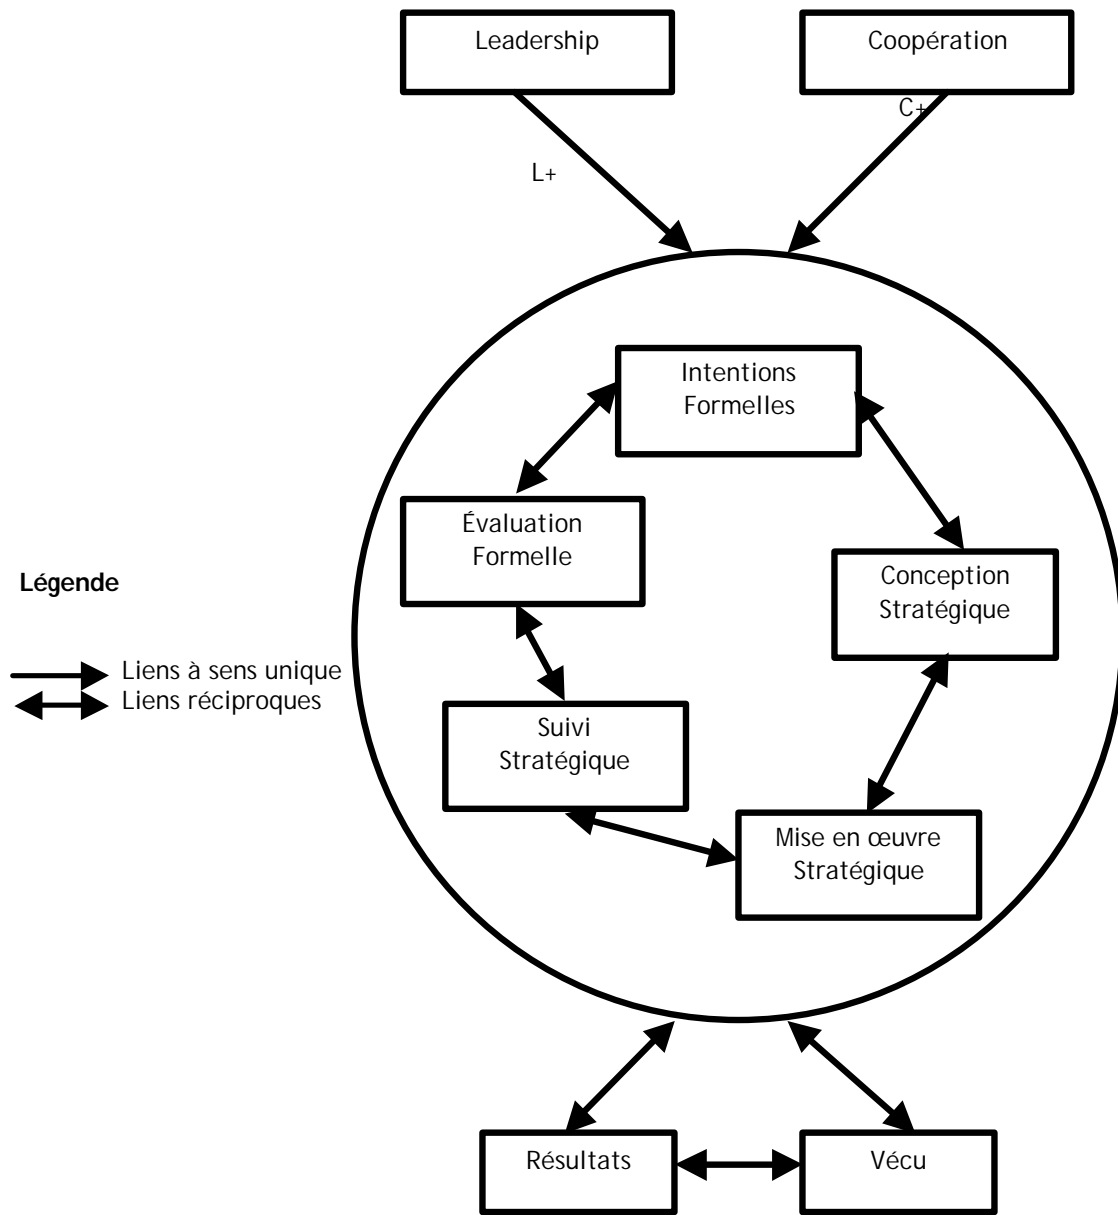 Leadership
Coopération
C+
L+
Intentions
Formelles
Évaluation
Formelle
Conception
Stratégique
Légende
Liens à sens unique
Liens réciproques
Suivi
Stratégique
Mise en œuvre
Stratégique
Résultats
Vécu